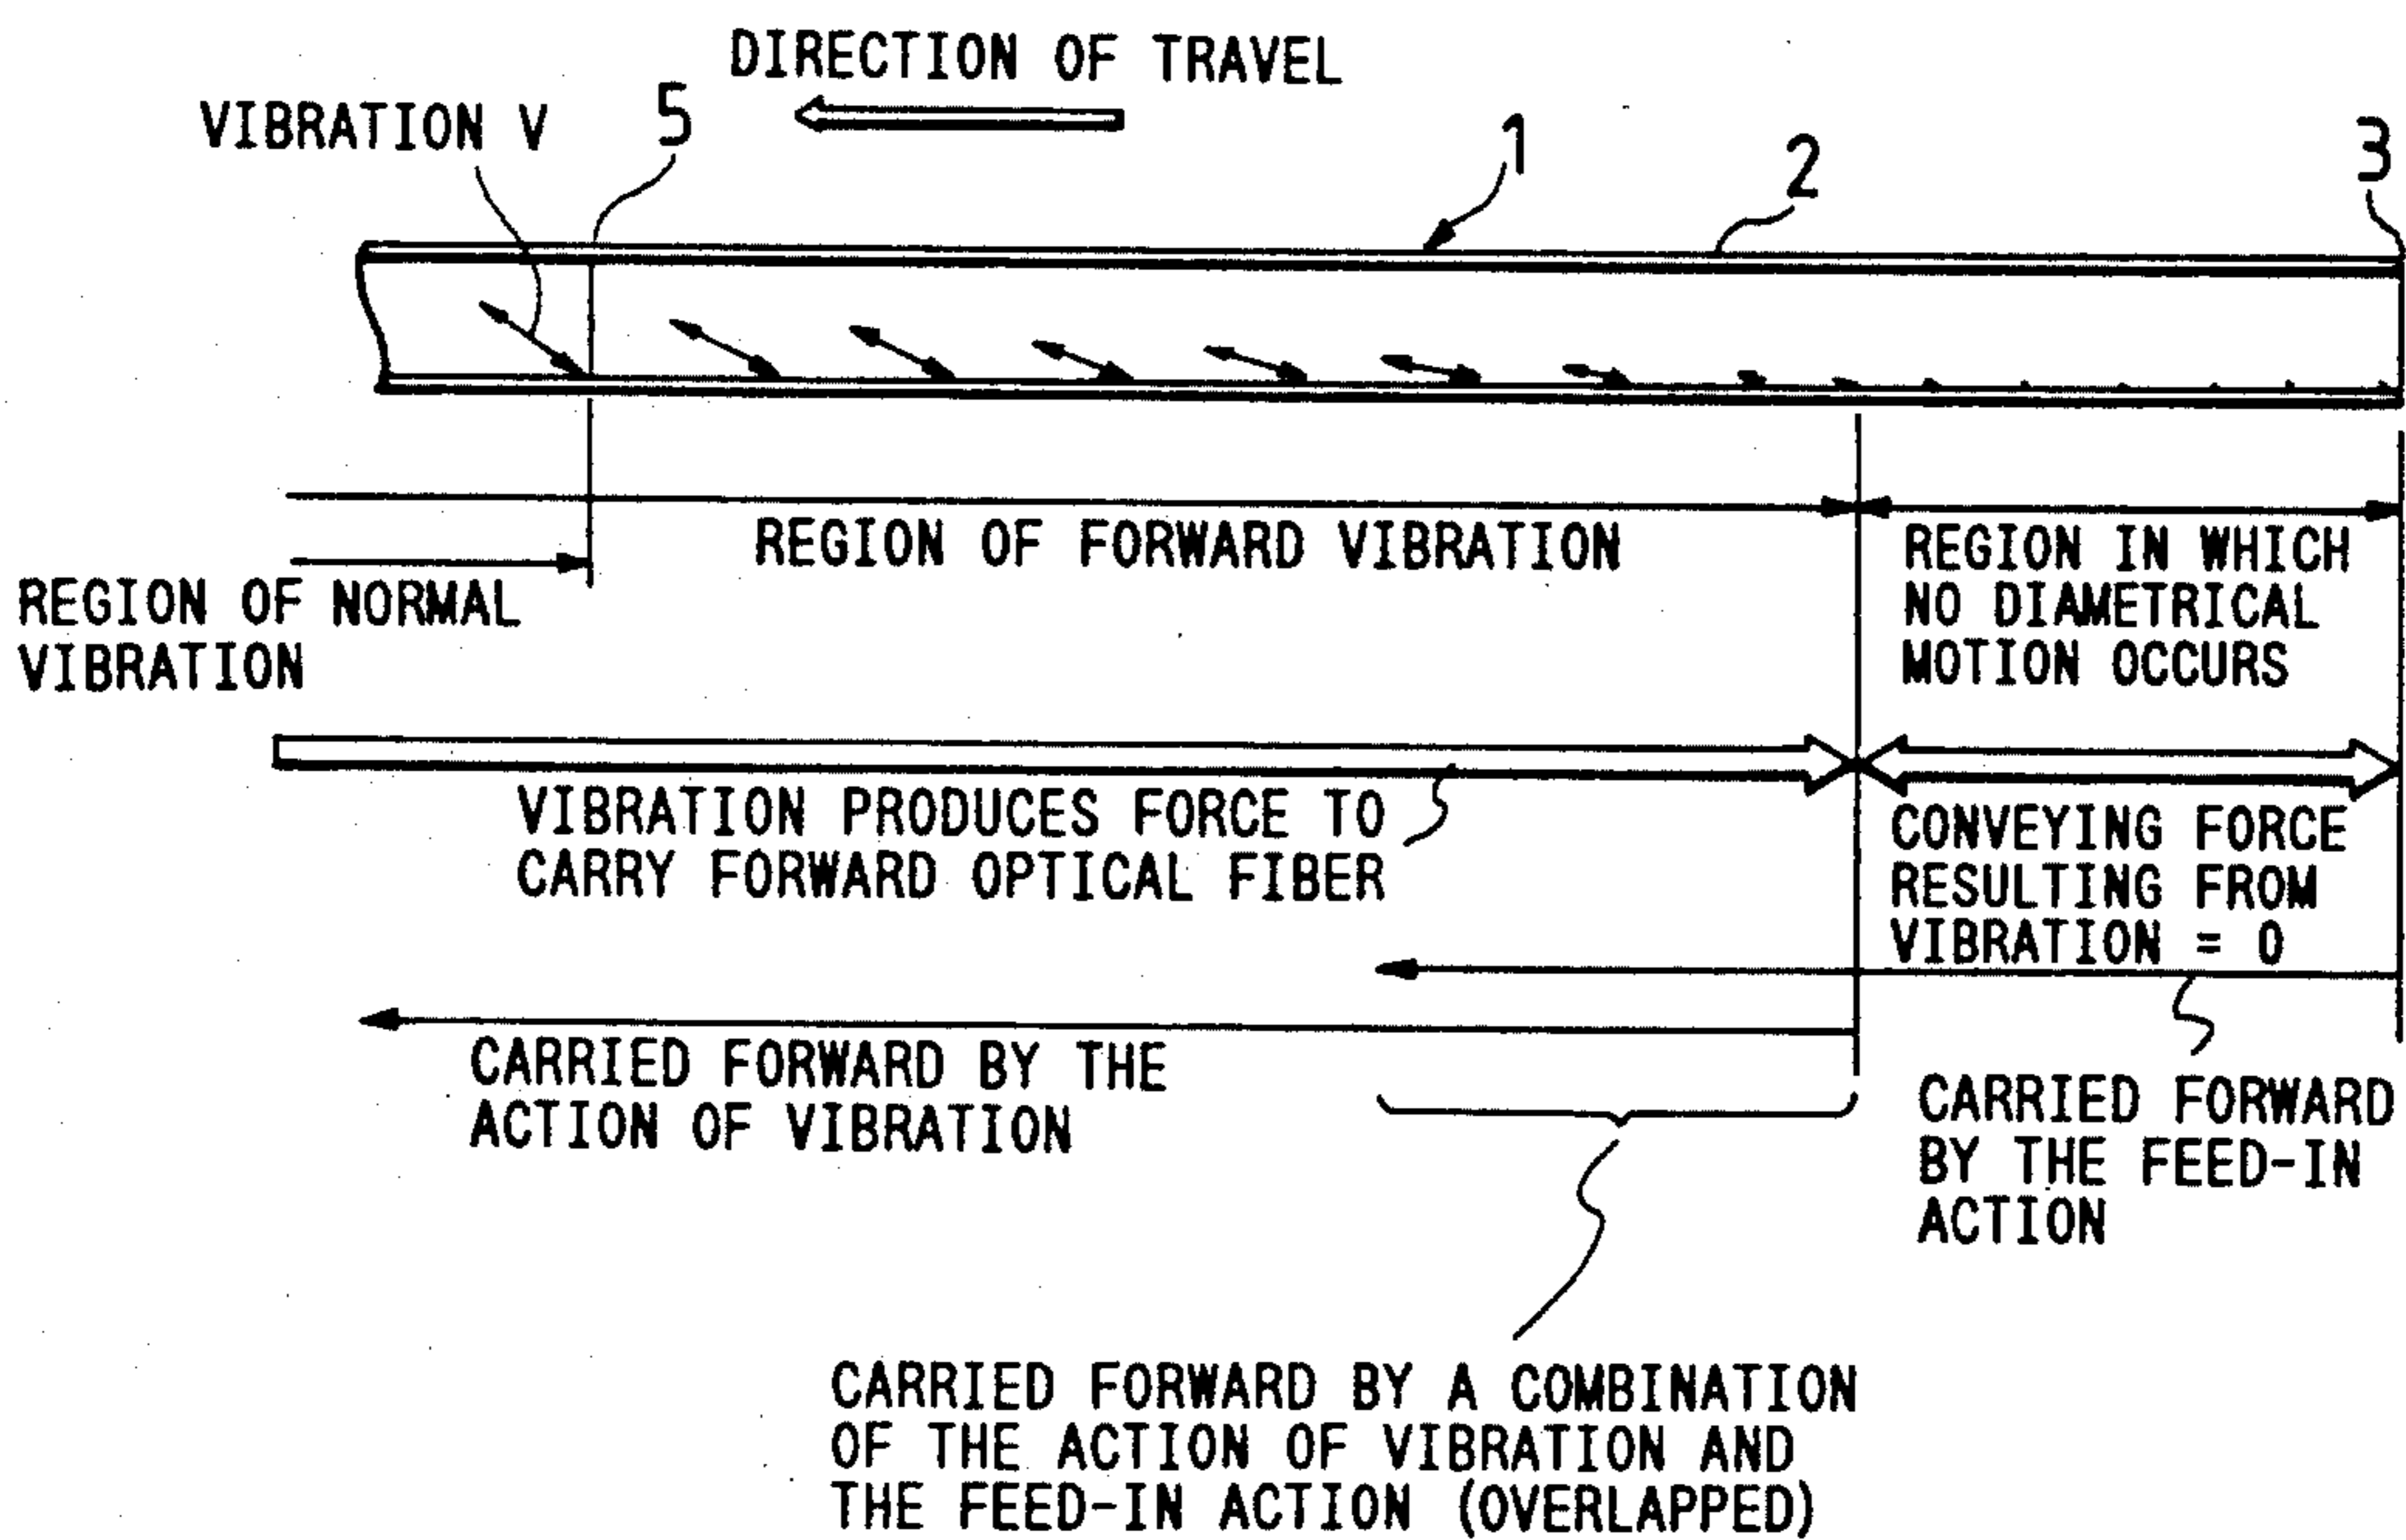 DIRECTION OF TRAVEL
VIBRATION V
5
1
2
3
REGION OF FORWARD VIBRATION
REGION IN WHICH
NO DIAMETRICAL
MOTION OCCURS
REGION OF NORMAL
VIBRATION
VIBRATION PRODUCES FORCE TO
CARRY FORWARD OPTICAL FIBER
CONVEYING FORCE
RESULTING FROM
VIBRATION = 0
CARRIED FORWARD BY THE
ACTION OF VIBRATION
CARRIED FORWARD
BY THE FEED-IN
ACTION
CARRIED FORWARD BY A COMBINATION
OF THE ACTION OF VIBRATION AND
THE FEED-IN ACTION (OVERLAPPED)